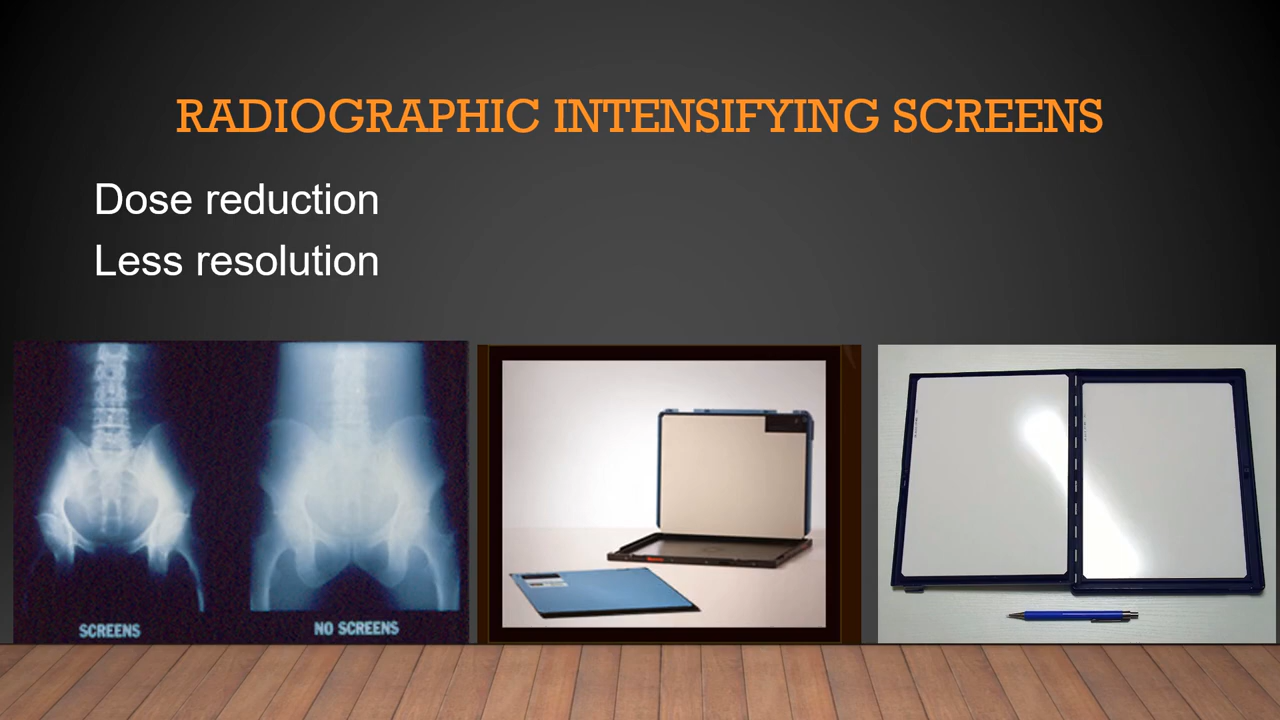 RADIOGRAPHIC INTENSIFYING SCREENS
Dose reduction
Less resolution
SCREENS
NO SCREENS